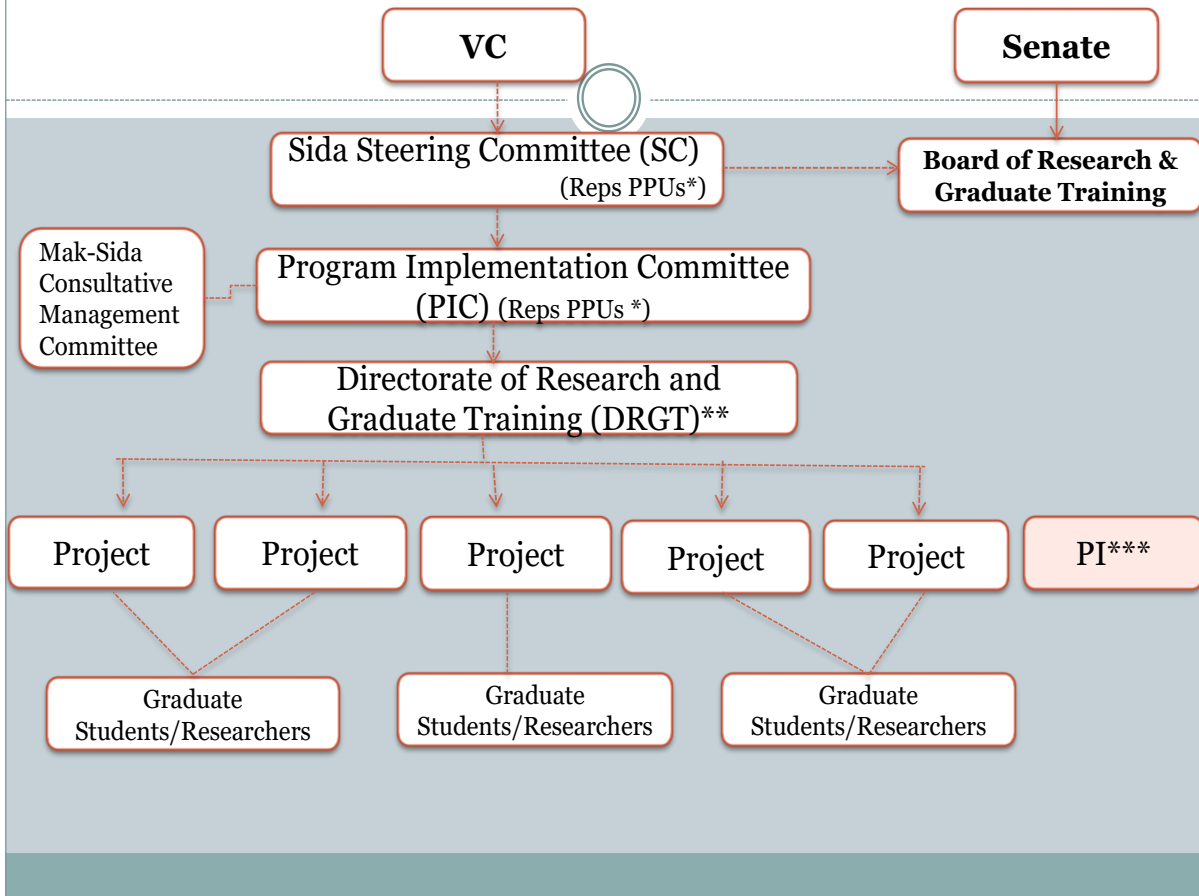 VC
Senate
Sida Steering Committee (SC)
(Reps PPUs*)
Board of Research &
Graduate Training
Mak-Sida
Consultative
Management
Committee
Program Implementation Committee
(PIC) (Reps PPUs *)
Directorate of Research and
Graduate Training (DRGT)**
Project
Project
Project
Project
Project
PI***
Graduate
Students/Researchers
Graduate
Students/Researchers
Graduate
Students/Researchers